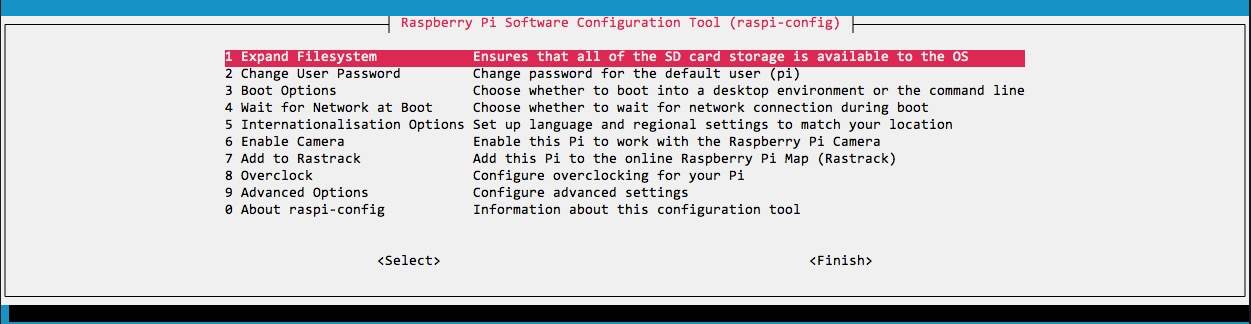 Raspberry Pi Software Configuration Tool (raspi-config)
1 Expand Filesystem Ensures that all of the SD card storage is available to the OS
2 Change User Password Change password for the default user (pi)
3 Boot Options Choose whether to boot into a desktop environment or the command line
4 Wait for Network at Boot Choose whether to wait for network connection during boot
5 Internationalisation Options Set up language and regional settings to match your location
6 Enable Camera Enable this Pi to work with the Raspberry Pi Camera
7 Add to Rastrack Add this Pi to the online Raspberry Pi Map (Rastrack)
8 Overclock Configure overclocking for your Pi
9 Advanced Options Configure advanced settings
0 About raspi-config Information about this configuration tool
<Select> <Finish>